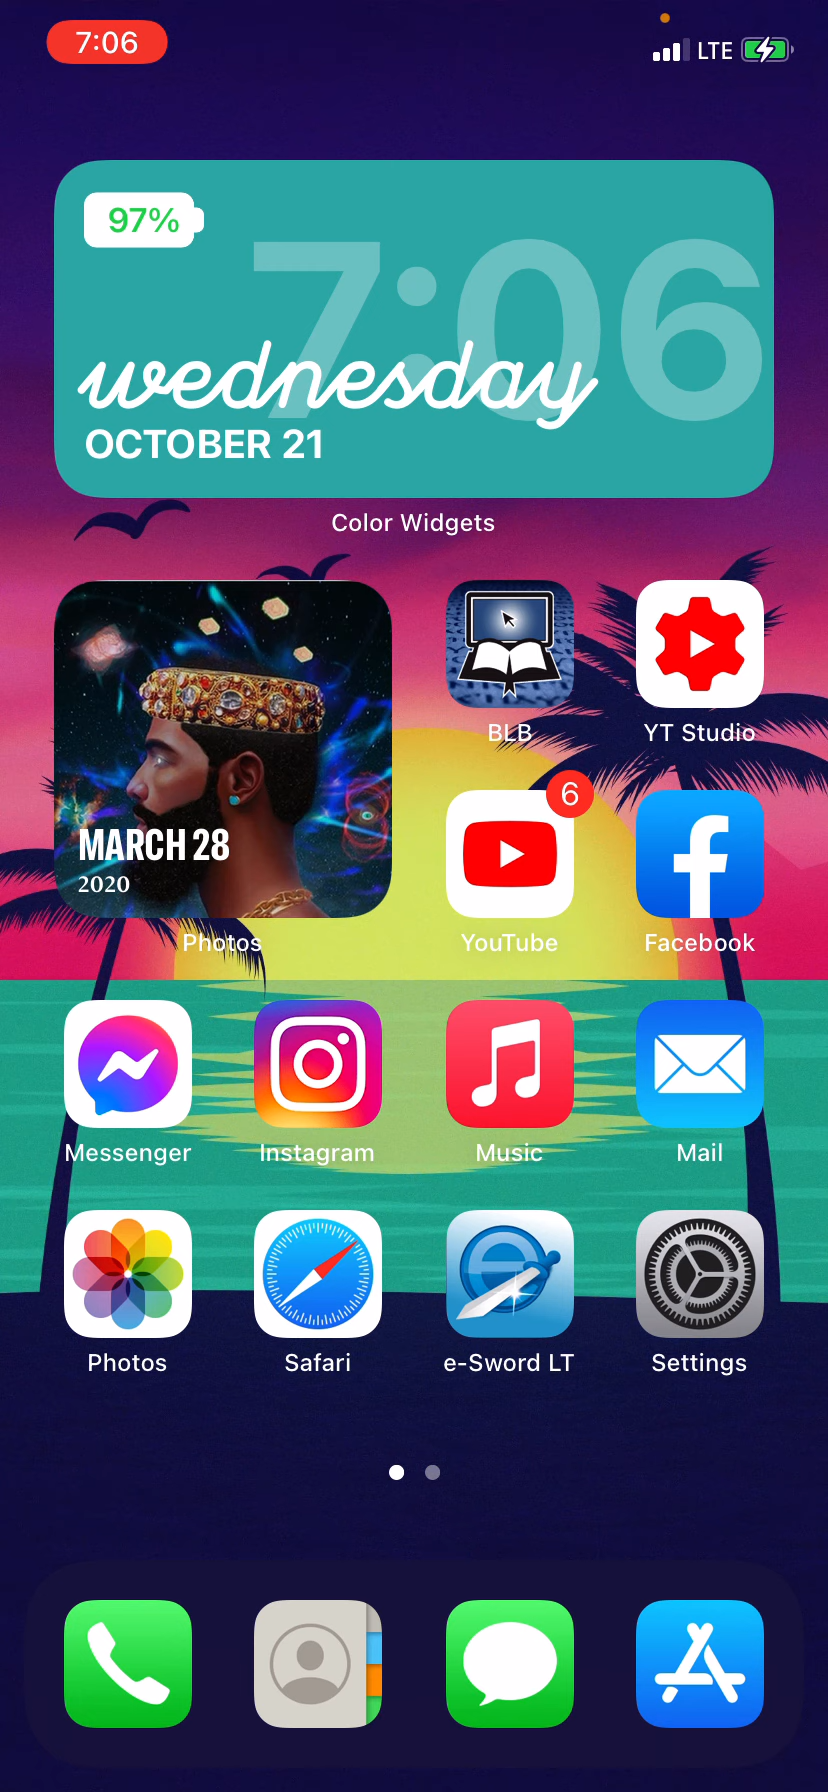 7:06
LTE
97%
7:06
wednesday
OCTOBER 21
Color Widgets
MARCH 28
2020
Photos
BLB
YT Studio
6
YouTube
Facebook
Messenger
Instagram
Music
Mail
Photos
Safari
e-Sword LT
Settings